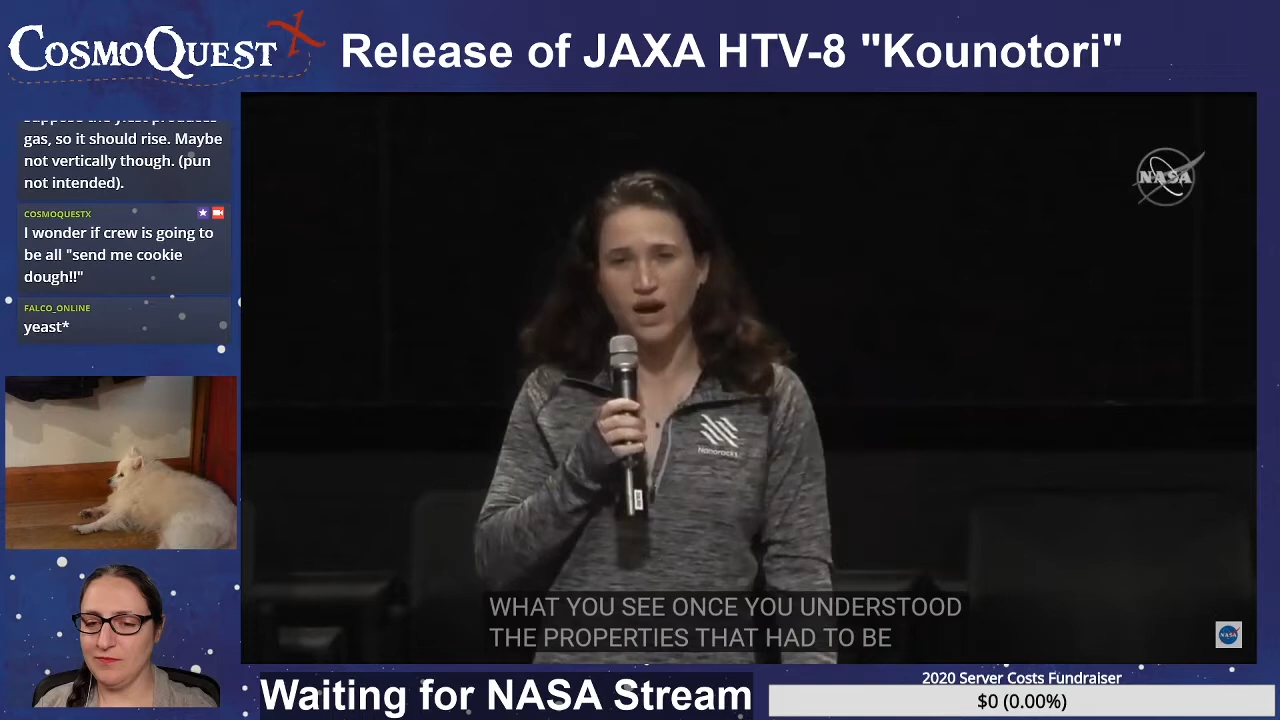 COSMOQUEST X
Release of JAXA HTV-8 "Kounotori"
gas, so it should rise. Maybe
not vertically though. (pun
not intended).
COSMOQUESTX
I wonder if crew is going to
be all "send me cookie
dough!!"
FALCO_ONLINE
yeast*
NASA
Nanoracks
WHAT YOU SEE ONCE YOU UNDERSTOOD
THE PROPERTIES THAT HAD TO BE
NASA
Waiting for NASA Stream
2020 Server Costs Fundraiser
$0 (0.00%)